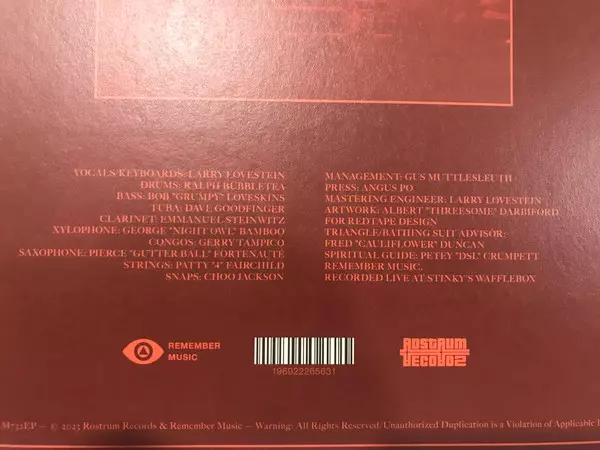 VOCALS/KEYBOARDS: LARRY LOVESTEIN
DRUMS: RALPH BUBBLETEA
BASS: BOB "GRUMPY" LOVESKINS
TUBA: DAVE GOODFINGER
CLARINET: EMMANUEL STEINWITZ
XYLOPHONE: GEORGE "NIGHT OWL" BAMBOO
CONGOS: GERRY TAMPICO
SAXOPHONE: PIERCE "GUTTER BALL" FORTENAUTÉ
STRINGS: PATTY "4" FAIRCHILD
SNAPS: CHOO JACKSON
MANAGEMENT: GUS MUTTLESLEUTH
PRESS: ANGUS PO
MASTERING ENGINEER: LARRY LOVESTEIN
ARTWORK: ALBERT "THREESOME" DARBIFORD
FOR REDTAPE DESIGN
TRIANGLE/BATHING SUIT ADVISOR:
FRED "CAULIFLOWER" DUNCAN
SPIRITUAL GUIDE: PETEY "DSL" CRUMPETT
REMEMBER MUSIC.
RECORDED LIVE AT STINKY'S WAFFLEBOX
REMEMBER
MUSIC
196922265631
ROSTRUM
RECORDS
M732EP – © 2023 Rostrum Records & Remember Music – Warning: All Rights Reserved/Unauthorized Duplication is a Violation of Applicable